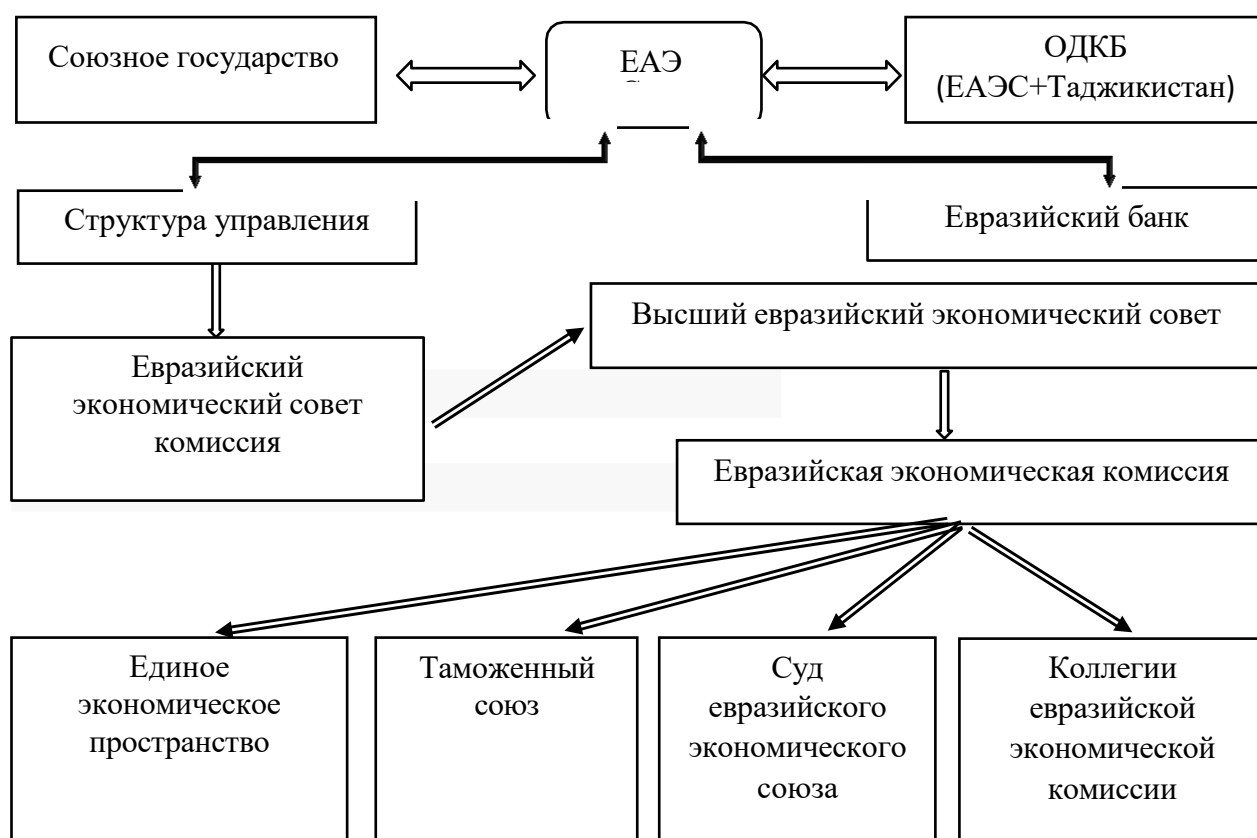 Союзное государство
ЕАЭ
ОДКБ
(ЕАЭС+Таджикистан)
Структура управления
Евразийский банк
Высший евразийский экономический совет
Евразийский
экономический совет
комиссия
Евразийская экономическая комиссия
Единое
экономическое
пространство
Таможенный
союз
Суд
евразийского
экономического
союза
Коллегии
евразийской
экономической
комиссии